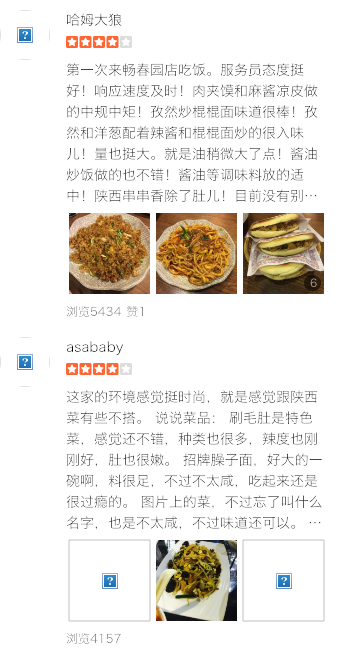 哈姆大狼
第一次来畅春园店吃饭。服务员态度挺
好！响应速度及时！肉夹馍和麻酱凉皮做
的中规中矩！孜然炒棍棍面味道很棒！孜
然和洋葱配着辣酱和棍棍面炒的很入味
儿！量也挺大。就是油稍微大了点！酱油
炒饭做的也不错！酱油等调味料放的适
中！陕西串串香除了肚儿！目前没有别…
6
浏览5434 赞1
asababy
这家的环境感觉挺时尚，就是感觉跟陕西
菜有些不搭。 说说菜品： 刷毛肚是特色
菜，感觉还不错，种类也很多，辣度也刚
刚好，肚也很嫩。 招牌臊子面，好大的一
碗啊，料很足，不过不太咸，吃起来还是
很过瘾的。 图片上的菜，不过忘了叫什么
名字，也是不太咸，不过味道还可以。 …
浏览4157